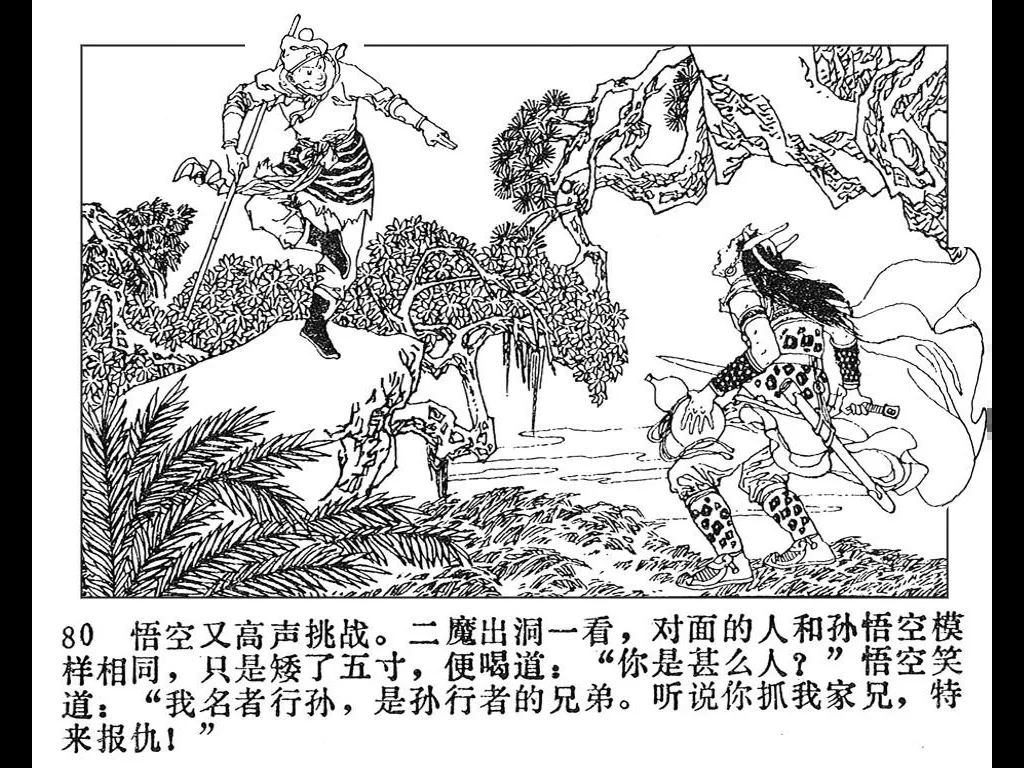 80 悟空又高声挑战。二魔出洞一看，对面的人和孙悟空模
样相同，只是矮了五寸，便喝道：“你是甚么人？”悟空笑
道：“我名者行孙，是孙行者的兄弟。听说你抓我家兄，特
来报仇！”